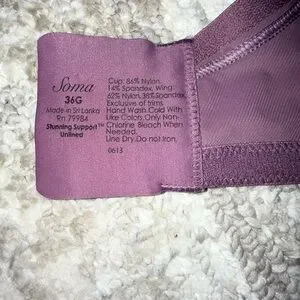 Soma
36G
Made in Sri Lanka
Rn 79984
Stunning Support™
Unlined
Cup: 86% Nylon,
14% Spandex, Wing:
62% Nylon, 38% Spandex,
Exclusive of trims
Hand Wash Cold With
Like Colors, Only Non-
Chlorine Bleach When
Needed.
Line Dry. Do not Iron.
0613